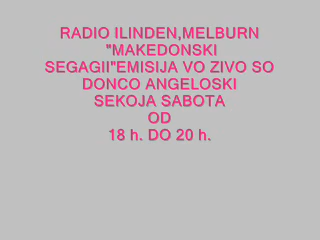 RADIO ILINDEN,MELBURN
"MAKEDONSKI
SEGAGII"EMISIJA VO ZIVO SO
DONCO ANGELOSKI
SEKOJA SABOTA
OD
18 h. DO 20 h.